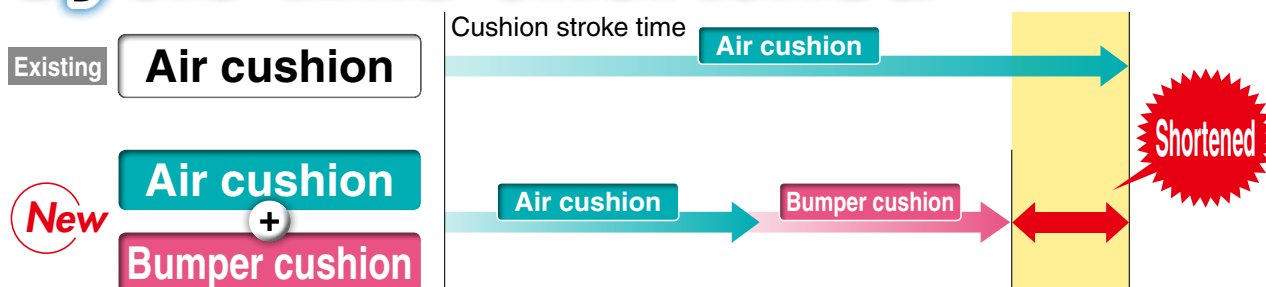 Cushion stroke time
Existing
Air cushion
Air cushion
Shortened
New
Air cushion
+
Bumper cushion
Air cushion
Bumper cushion